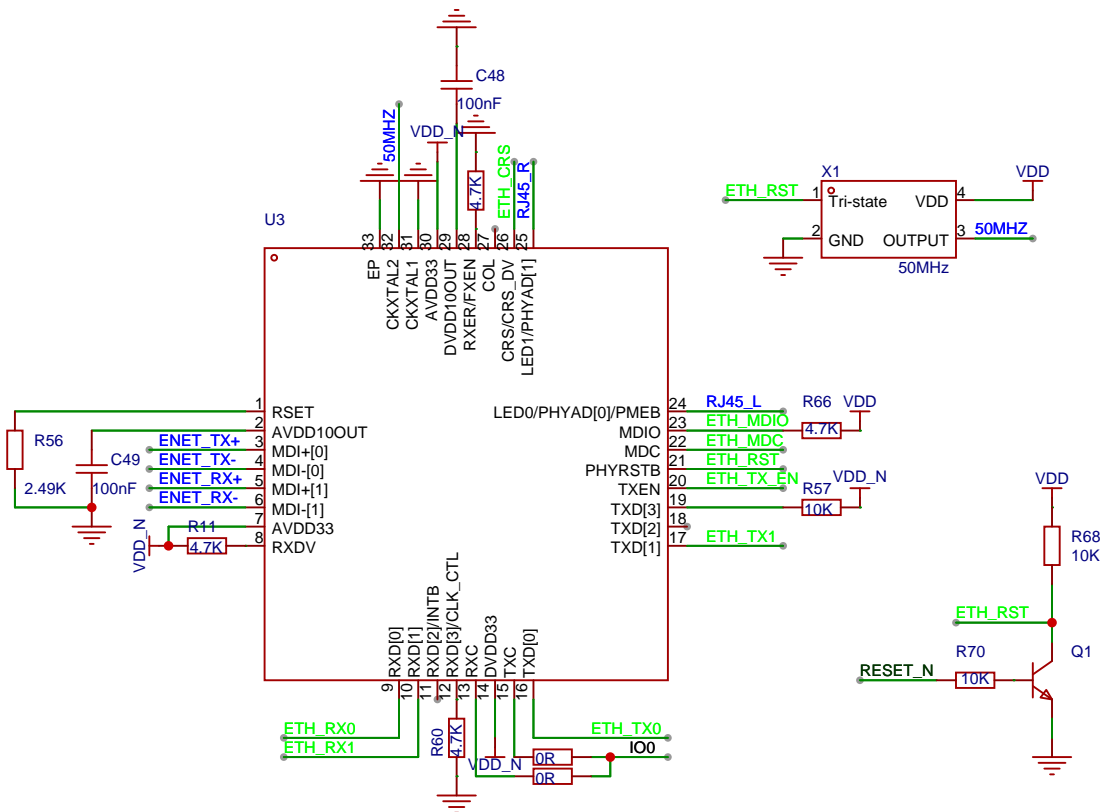 C48
100nF
50MHZ
VDD_N
4.7K
ETH_CRS
RJ45_R
U3
33
32
31
30
29
28
27
26
25
EP
CKXTAL2
CKXTAL1
AVDD33
DVDD10OUT
RXER/FXEN
COL
CRS/CRS_DV
LED1/PHYAD[1]
X1
ETH_RST
1
Tri-state
VDD
4
VDD
2
GND
OUTPUT
3
50MHZ
50MHz
R56
2.49K
C49
100nF
ENET_TX+
ENET_TX-
ENET_RX+
ENET_RX-
VDD_N
R11
4.7K
1 RSET
2 AVDD10OUT
3 MDI+[0]
4 MDI-[0]
5 MDI+[1]
6 MDI-[1]
7 AVDD33
8 RXDV
LED0/PHYAD[0]/PMEB 24 RJ45_L
MDIO 23 ETH_MDIO
MDC 22 ETH_MDC
PHYRSTB 21 ETH_RST
TXEN 20 ETH_TX_EN
TXD[3] 19
TXD[2] 18
TXD[1] 17 ETH_TX1
R66
4.7K
VDD
R57
10K
VDD_N
RXD[0]
RXD[1]
RXD[2]/INTB
RXD[3]/CLK_CTL
RXC
DVDD33
TXC
TXD[0]
9
10
11
12
13
14
15
16
ETH_RX0
ETH_RX1
R60
4.7K
VDD_N
0R
0R
ETH_TX0
IO0
VDD
R68
10K
ETH_RST
Q1
R70
10K
RESET_N